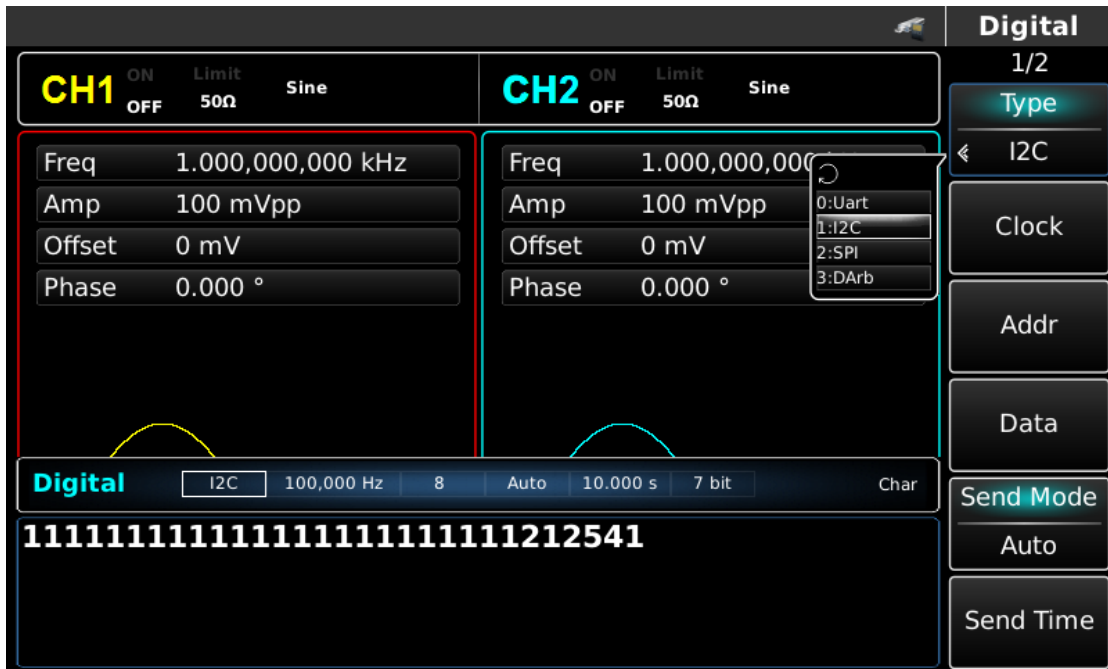 Digital
1/2
CH1 ON OFF Limit 50Ω Sine
CH2 ON OFF Limit 50Ω Sine
Type
I2C
Freq 1.000,000,000 kHz
Amp 100 mVpp
Offset 0 mV
Phase 0.000 °
Freq 1.000,000,000
Amp 100 mVpp
Offset 0 mV
Phase 0.000 °
0:Uart
1:I2C
2:SPI
3:DArb
Clock
Addr
Data
Send Mode
Auto
Send Time
Digital I2C 100,000 Hz 8 Auto 10.000 s 7 bit Char
111111111111111111111111212541